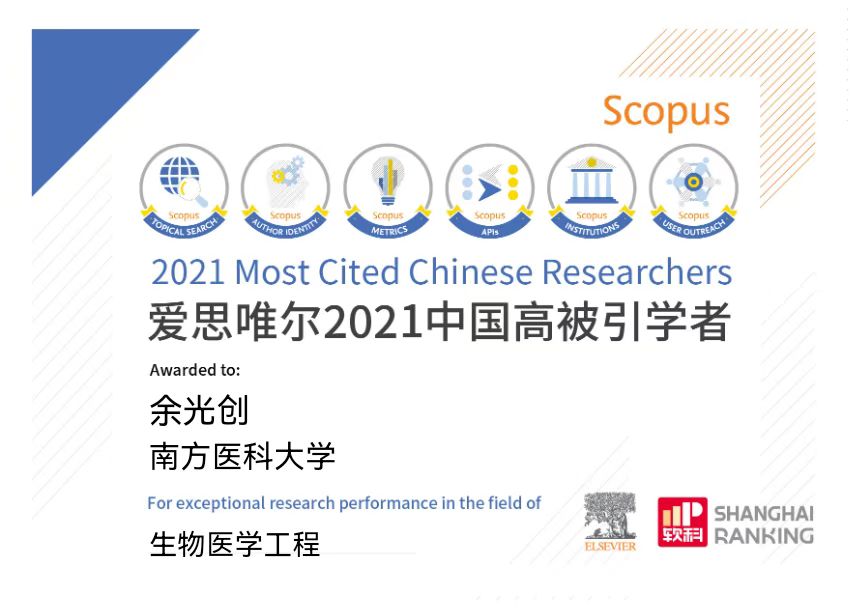 Scopus
Scopus
TOPICAL SEARCH
Scopus
AUTHOR IDENTITY
Scopus
METRICS
Scopus
APIs
Scopus
INSTITUTIONS
Scopus
USER OUTREACH
2021 Most Cited Chinese Researchers
爱思唯尔2021中国高被引学者
Awarded to:
余光创
南方医科大学
For exceptional research performance in the field of
生物医学工程
ELSEVIER
软科
SHANGHAI
RANKING